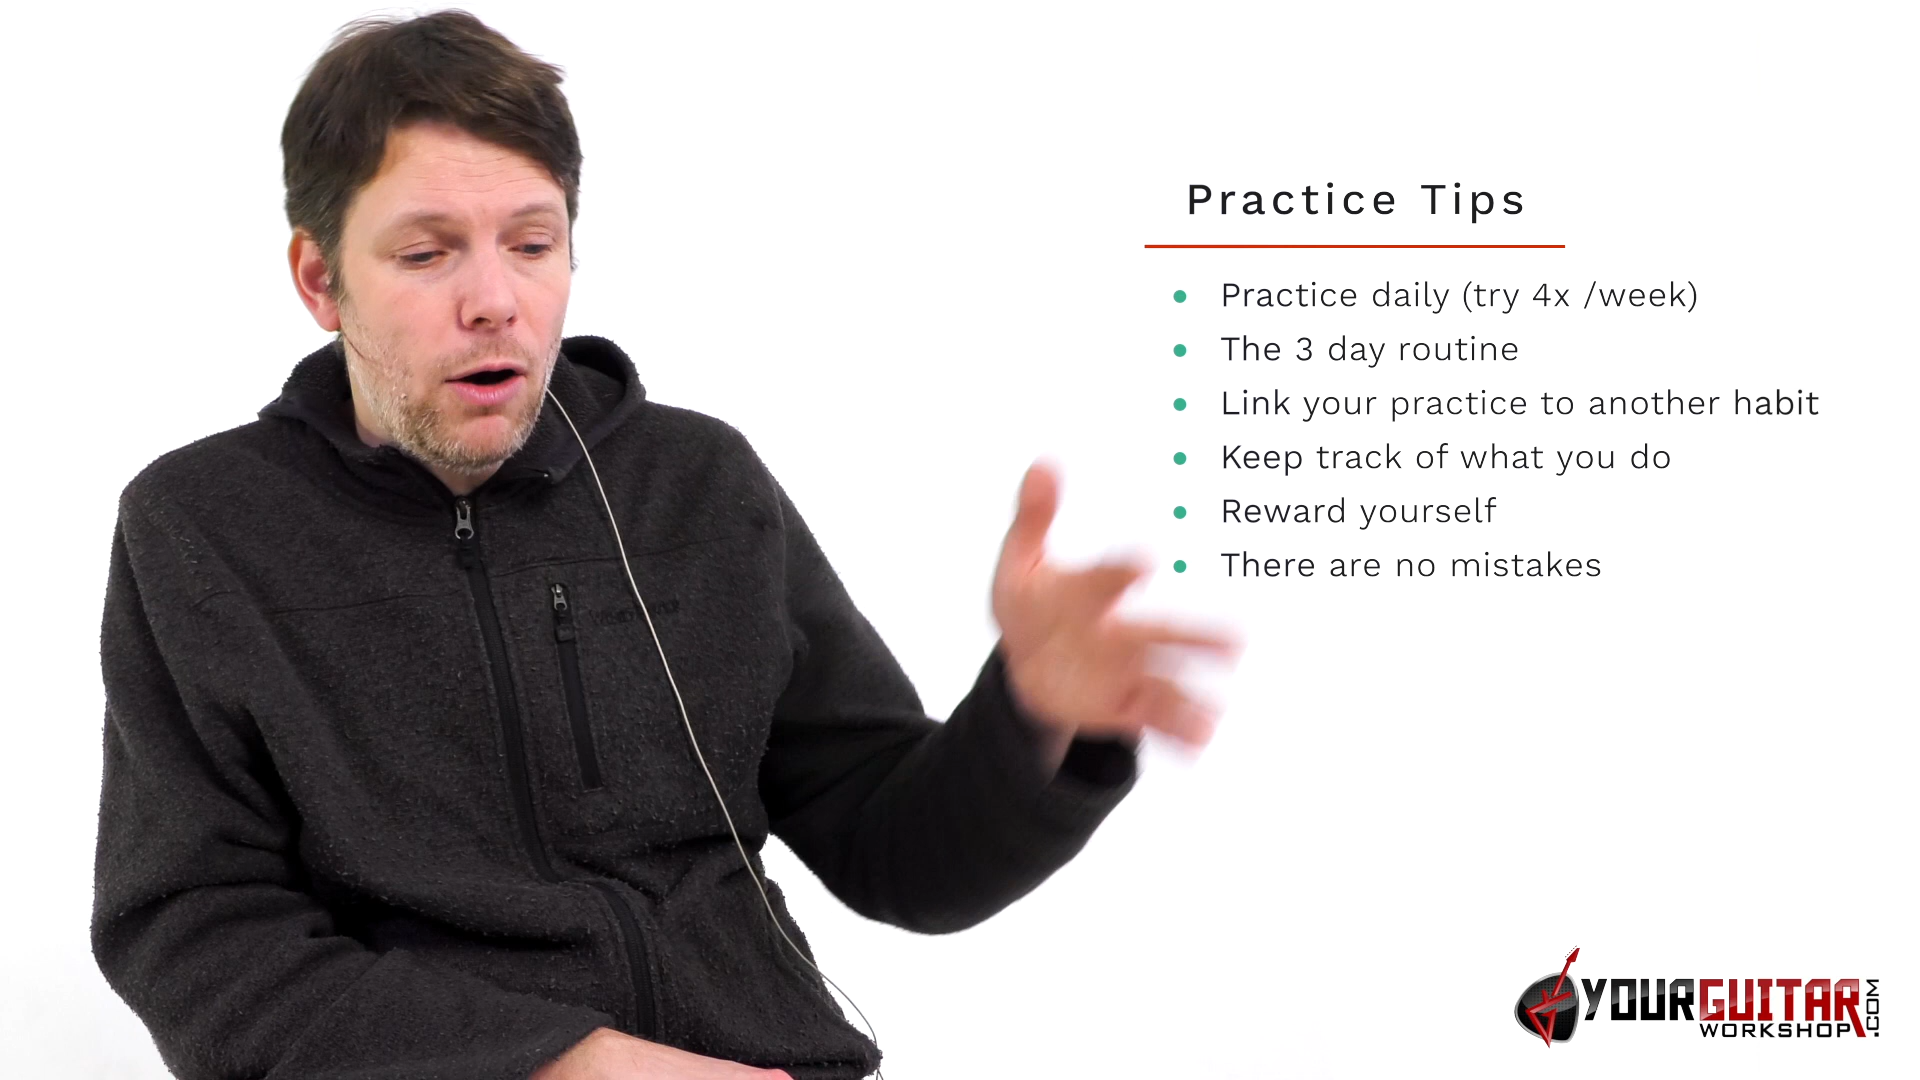 Practice Tips
Practice daily (try 4x /week)
The 3 day routine
Link your practice to another habit
Keep track of what you do
Reward yourself
There are no mistakes
YOURGUITAR
WORKSHOP
.COM